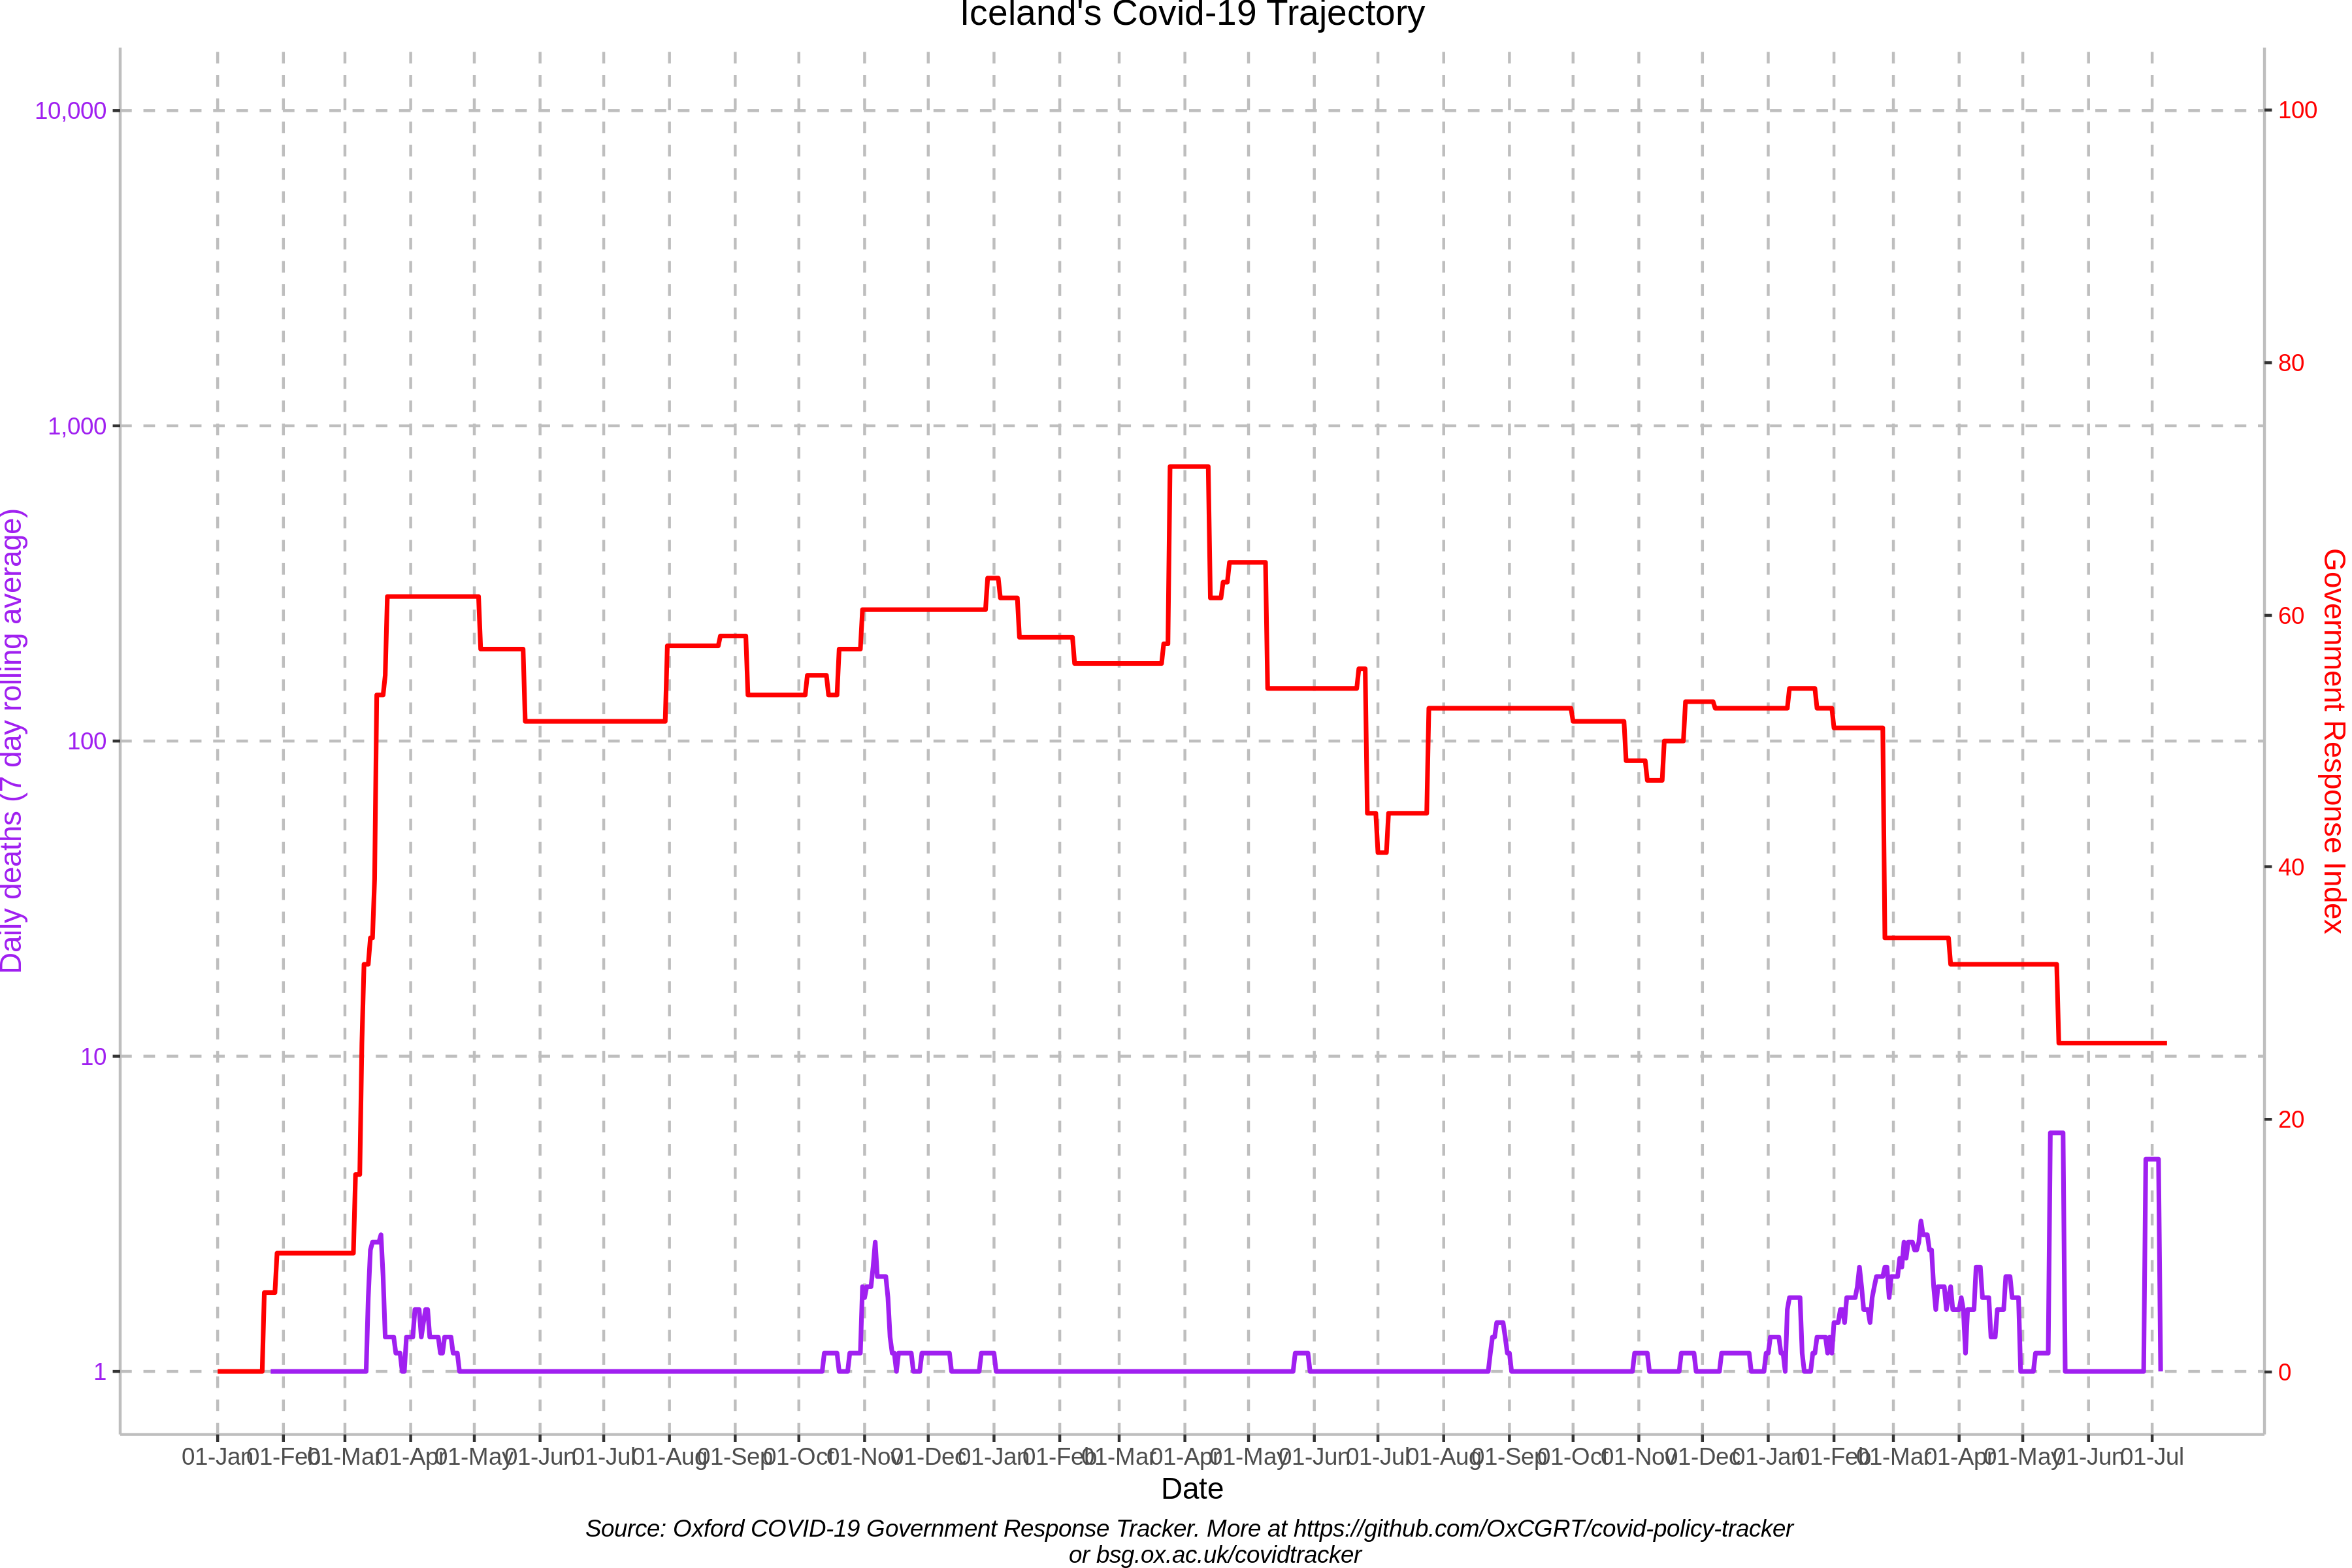 Iceland's Covid-19 Trajectory
10,000
1,000
100
10
1
Daily deaths (7 day rolling average)
100
80
60
40
20
0
Government Response Index
01-Jan 01-Feb 01-Mar 01-Apr 01-May 01-Jun 01-Jul 01-Aug 01-Sep 01-Oct 01-Nov 01-Dec 01-Jan 01-Feb 01-Mar 01-Apr 01-May 01-Jun 01-Jul 01-Aug 01-Sep 01-Oct 01-Nov 01-Dec 01-Jan 01-Feb 01-Mar 01-Apr 01-May 01-Jun 01-Jul
Date
Source: Oxford COVID-19 Government Response Tracker. More at https://github.com/OxCGRT/covid-policy-tracker
or bsg.ox.ac.uk/covidtracker